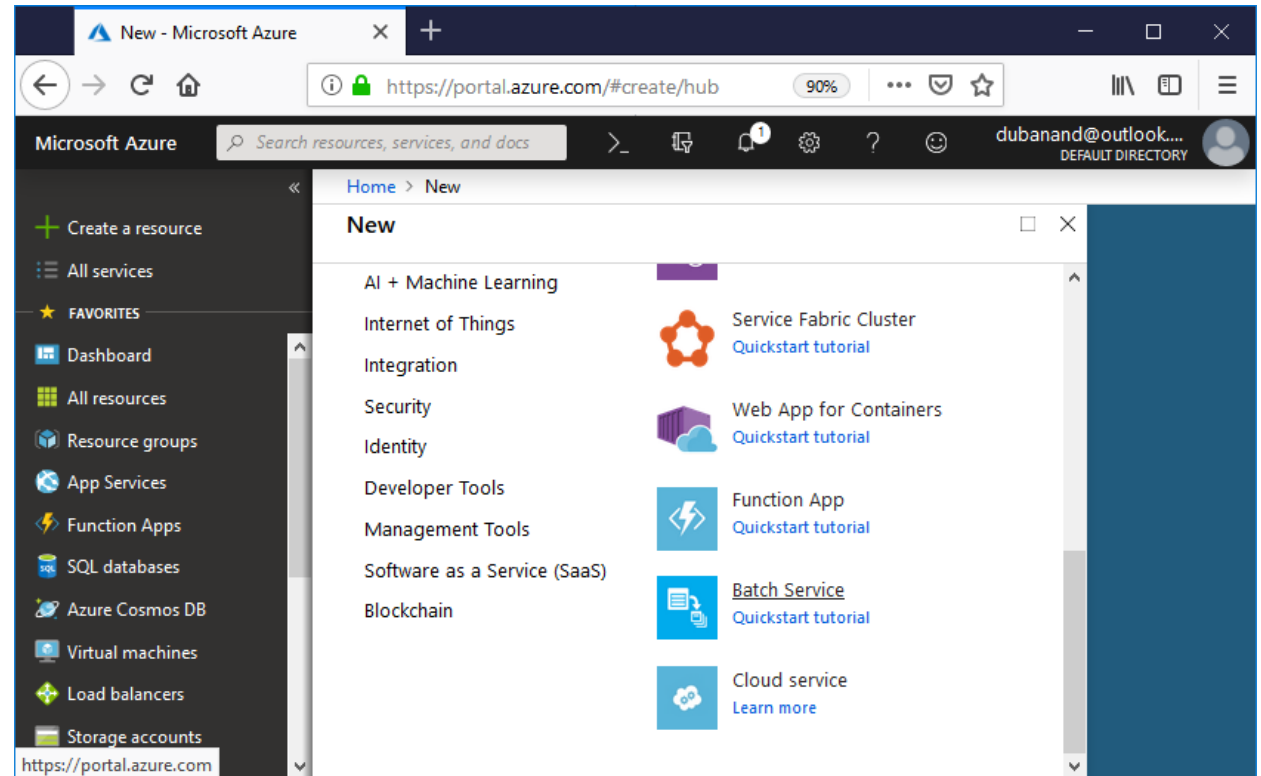 New - Microsoft Azure
https://portal.azure.com/#create/hub
90%
Microsoft Azure
Search resources, services, and docs
1
dubanand@outlook....
DEFAULT DIRECTORY
Home > New
New
Create a resource
All services
FAVORITES
Dashboard
All resources
Resource groups
App Services
Function Apps
SQL databases
Azure Cosmos DB
Virtual machines
Load balancers
Storage accounts
https://portal.azure.com
AI + Machine Learning
Internet of Things
Integration
Security
Identity
Developer Tools
Management Tools
Software as a Service (SaaS)
Blockchain
Service Fabric Cluster
Quickstart tutorial
Web App for Containers
Quickstart tutorial
Function App
Quickstart tutorial
Batch Service
Quickstart tutorial
Cloud service
Learn more